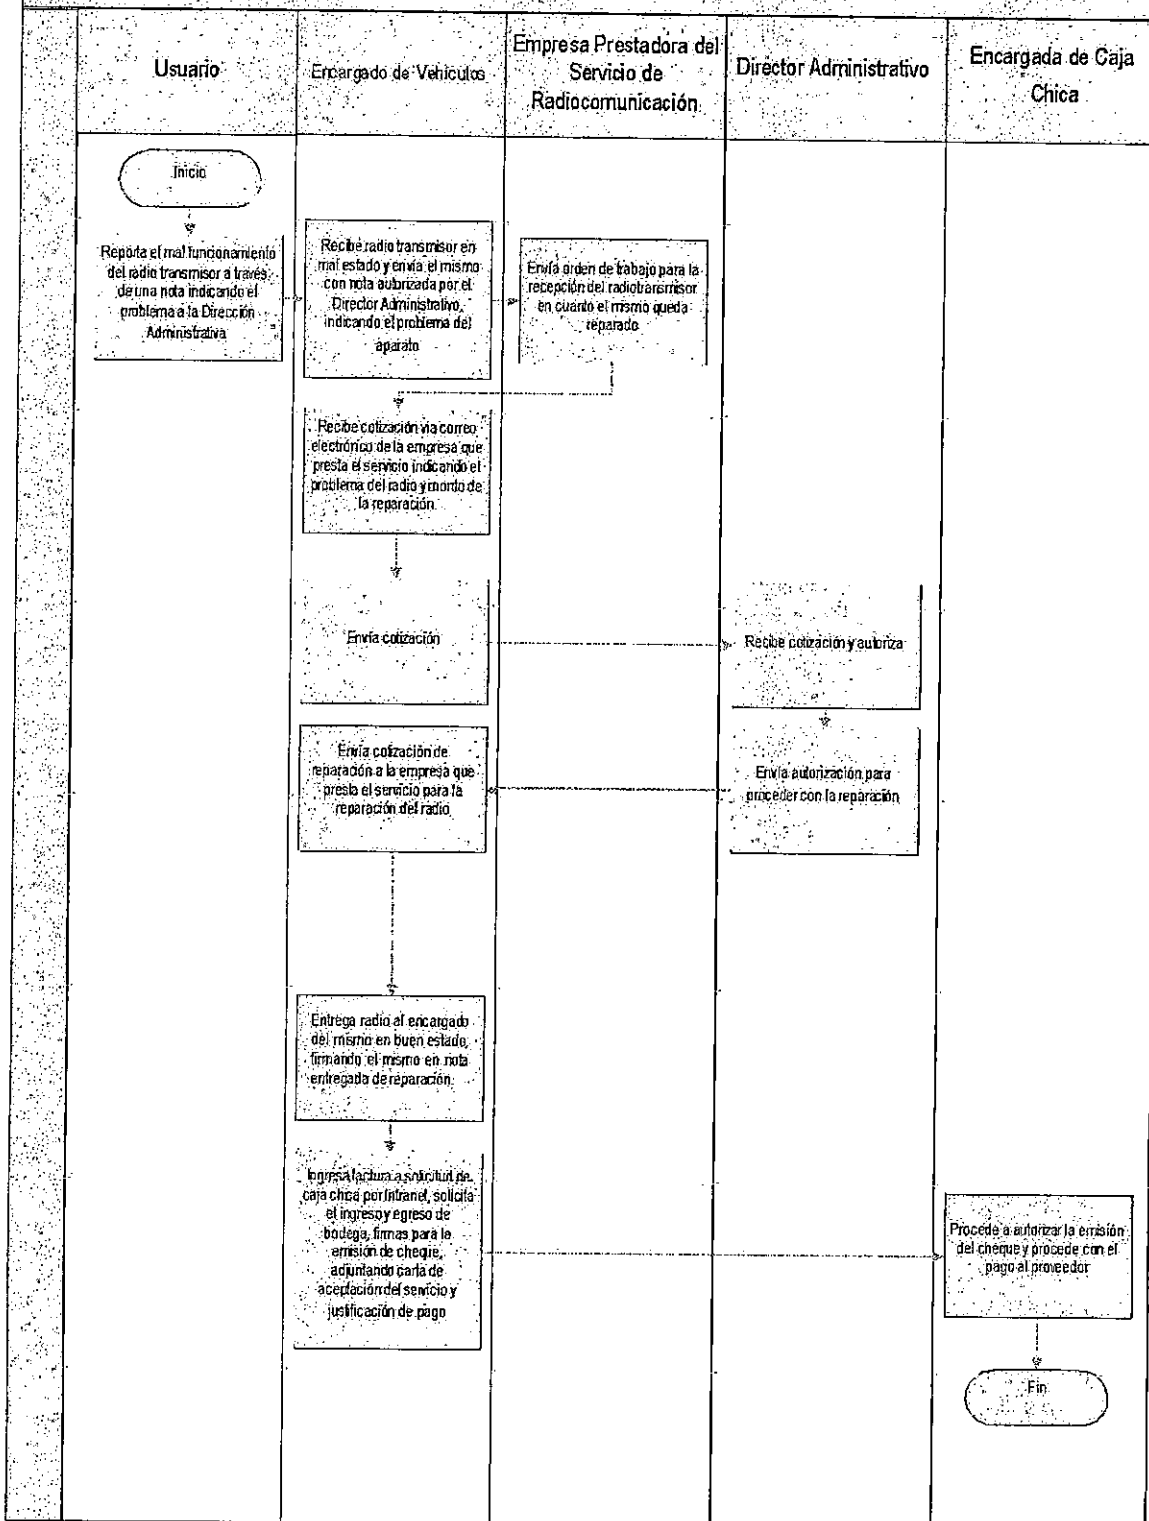 Usuario
Encargado de Vehículos
Empresa Prestadora del
Servicio de
Radiocomunicación
Director Administrativo
Encargada de Caja
Chica
Inicio
Reporta el mal funcionamiento
del radio transmisor a través
de una nota indicando el
problema a la Dirección
Administrativa
Recibe radio transmisor en
mal estado y envía el mismo
con nota autorizada por el
Director Administrativo,
indicando el problema del
aparato
Envía orden de trabajo para la
recepción del radiotransmisor
en cuanto el mismo queda
reparado
Recibe cotización vía correo
electrónico de la empresa que
presta el servicio indicando el
problema del radio y monto de
la reparación.
Envía cotización
Recibe cotización y autoriza
Envía autorización para
proceder con la reparación
Envía cotización de
reparación a la empresa que
presta el servicio para la
reparación del radio
Entrega radio al encargado
del mismo en buen estado,
firmando el mismo en nota
entregada de reparación.
Ingresa factura a solicitud de
caja chica por Intranet, solicita
el ingreso y egreso de
bodega, firmas para la
emisión de cheque,
adjuntando carta de
aceptación del servicio y
justificación de pago
Procede a autorizar la emisión
del cheque y procede con el
pago al proveedor
Fin